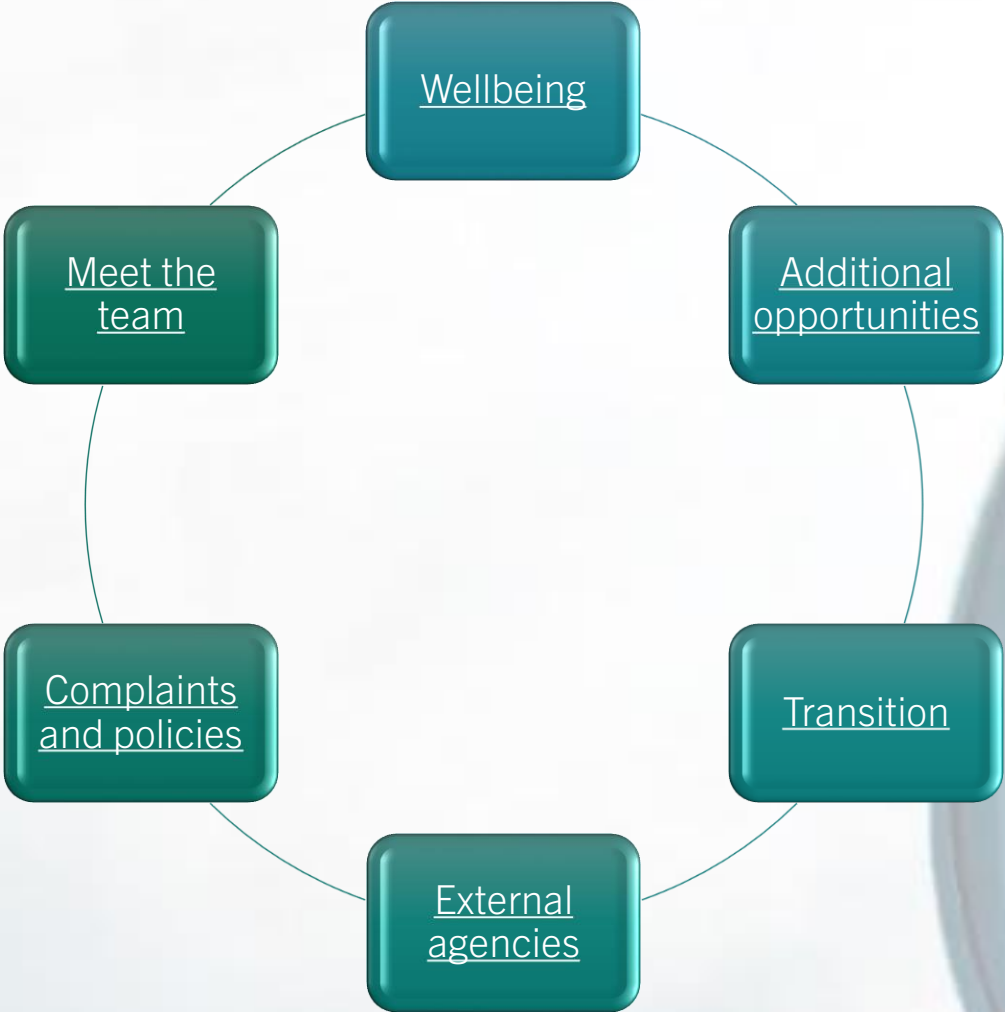 Wellbeing
Additional
opportunities
Transition
External
agencies
Complaints
and policies
Meet the
team